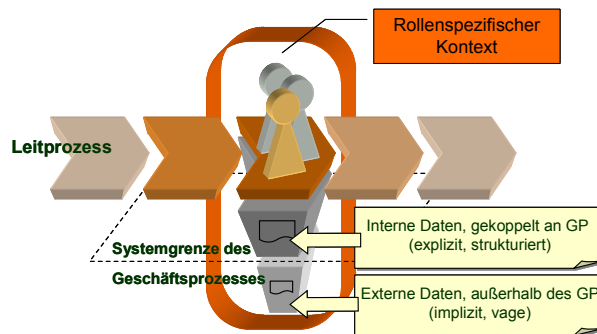 Rollenspezifischer
Kontext
Leitprozess
Interne Daten, gekoppelt an GP
(explizit, strukturiert)
Systemgrenze des
Geschäftsprozesses
Externe Daten, außerhalb des GP
(implizit, vage)